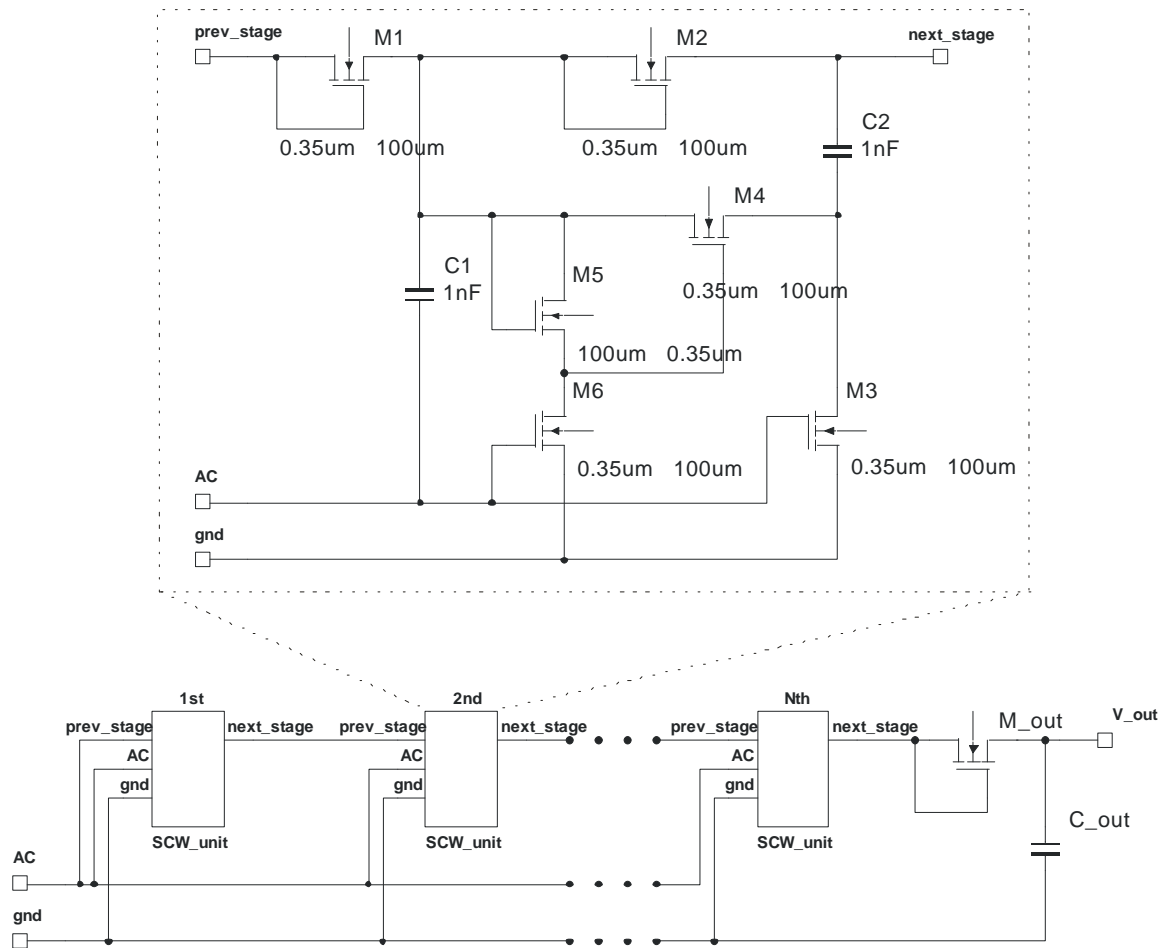 prev_stage
M1
M2
next_stage
0.35um 100um
0.35um 100um
C2
1nF
M4
C1
1nF
M5
0.35um 100um
100um 0.35um
M6
M3
0.35um 100um
0.35um 100um
AC
gnd
1st
2nd
Nth
prev_stage next_stage prev_stage next_stage prev_stage next_stage
M_out
V_out
AC AC AC
gnd gnd gnd
C_out
SCW_unit SCW_unit SCW_unit
AC
gnd